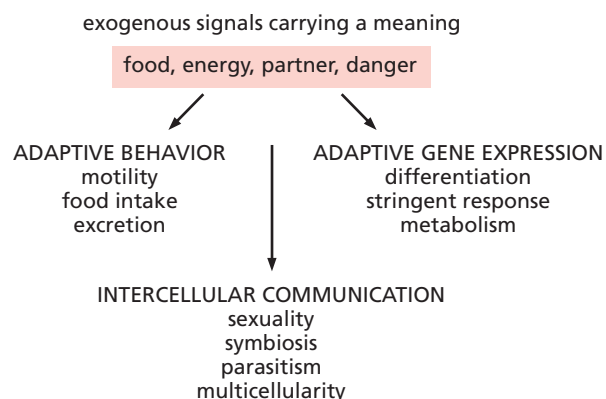 exogenous signals carrying a meaning
food, energy, partner, danger
ADAPTIVE BEHAVIOR
motility
food intake
excretion
ADAPTIVE GENE EXPRESSION
differentiation
stringent response
metabolism
INTERCELLULAR COMMUNICATION
sexuality
symbiosis
parasitism
multicellularity